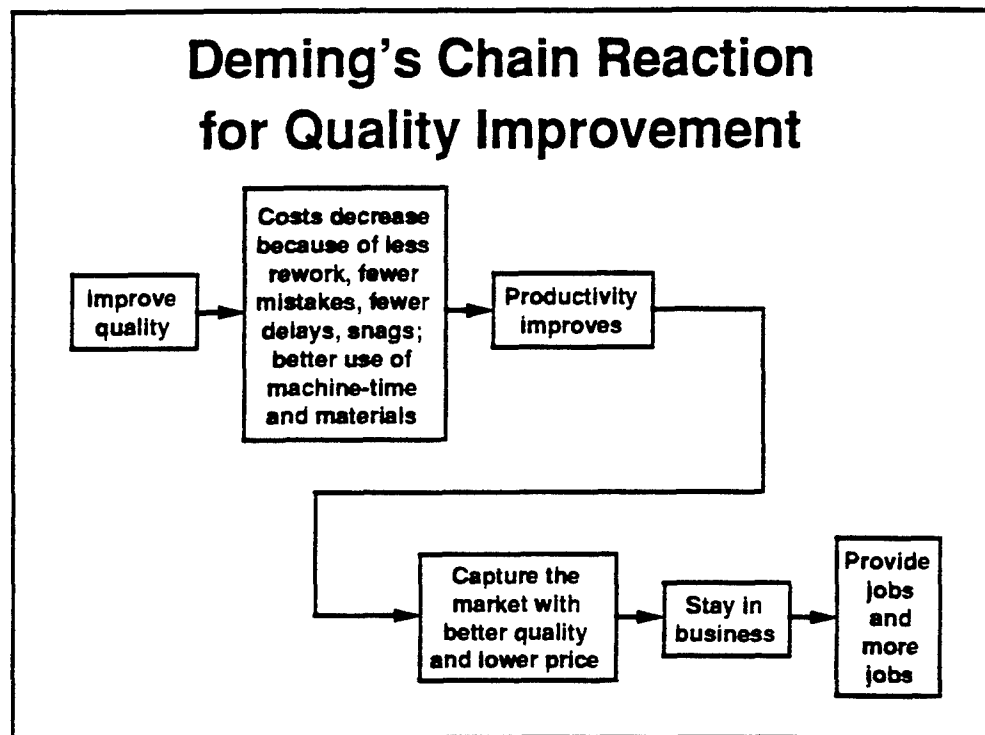 Deming's Chain Reaction
for Quality Improvement
Improve
quality
Costs decrease
because of less
rework, fewer
mistakes, fewer
delays, snags;
better use of
machine-time
and materials
Productivity
improves
Capture the
market with
better quality
and lower price
Stay in
business
Provide
jobs
and
more
jobs